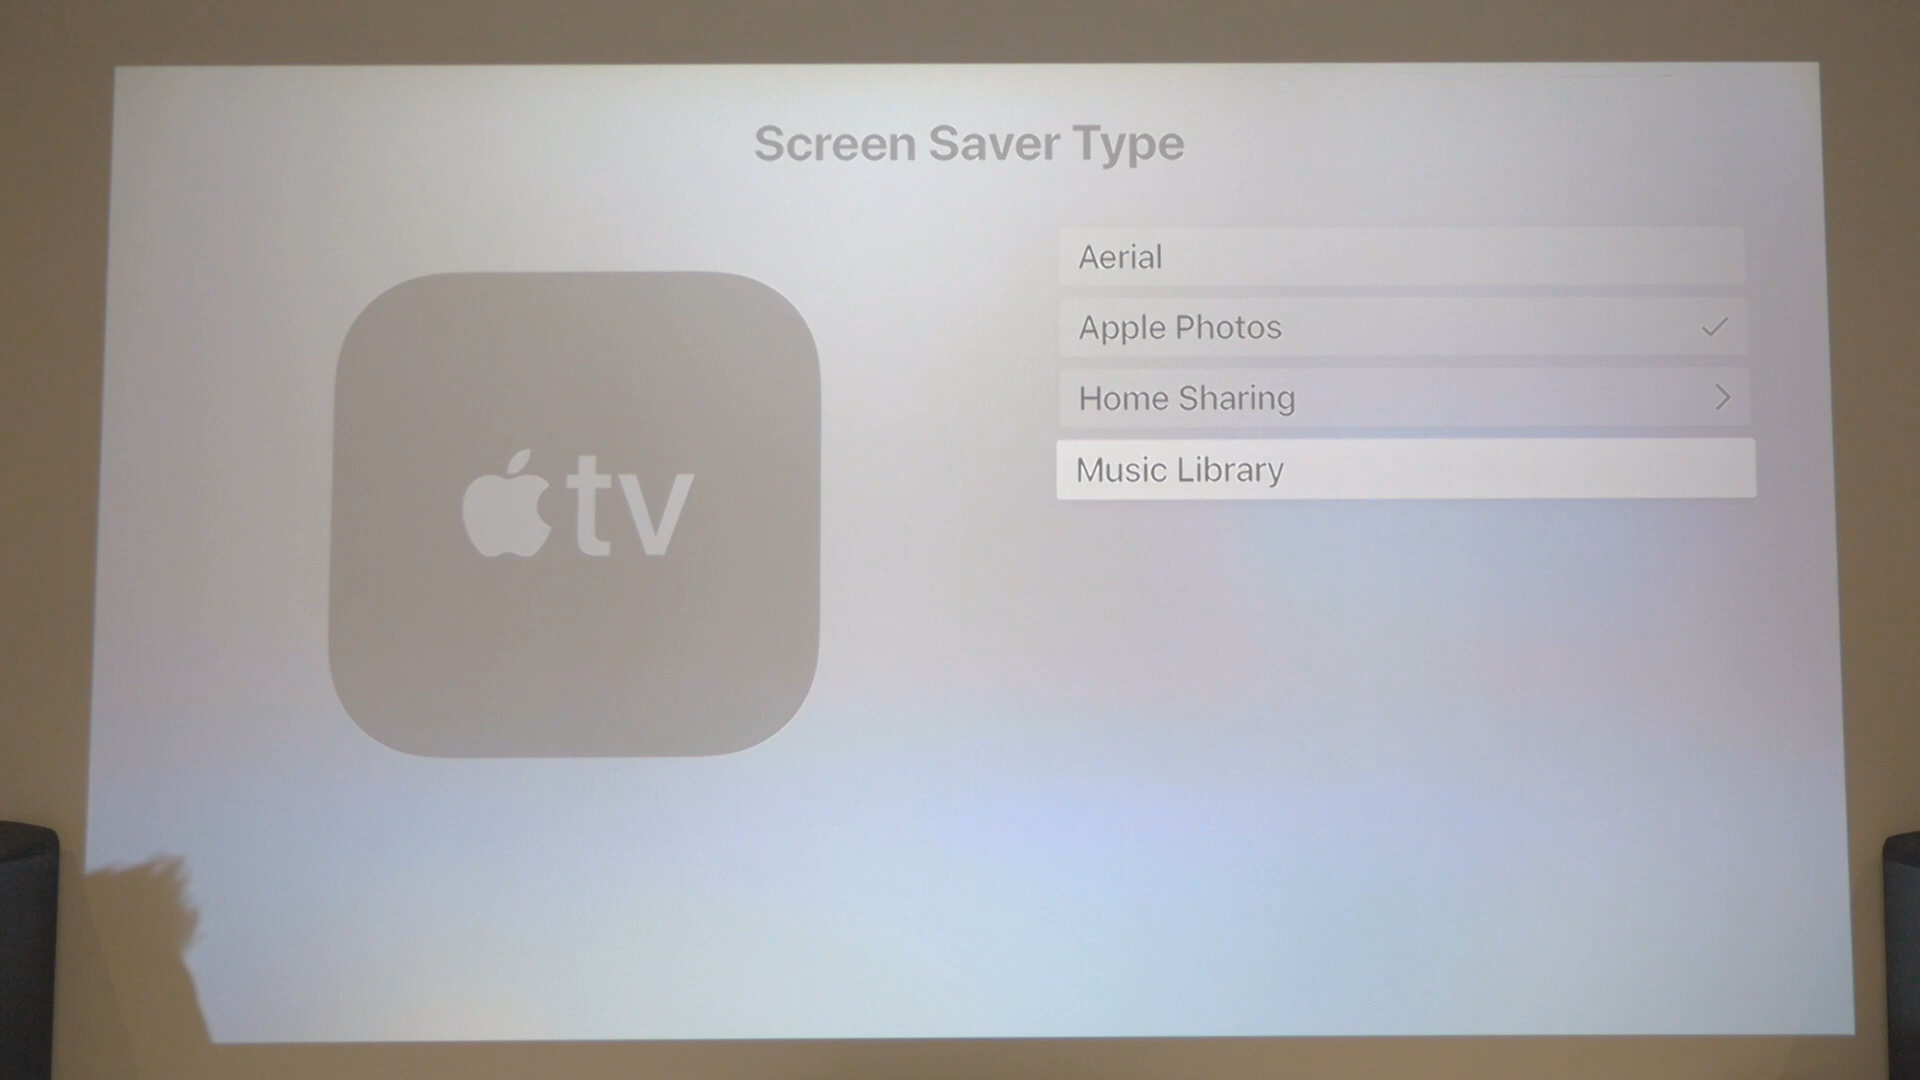 Screen Saver Type
Aerial
Apple Photos
Home Sharing
Music Library
tv